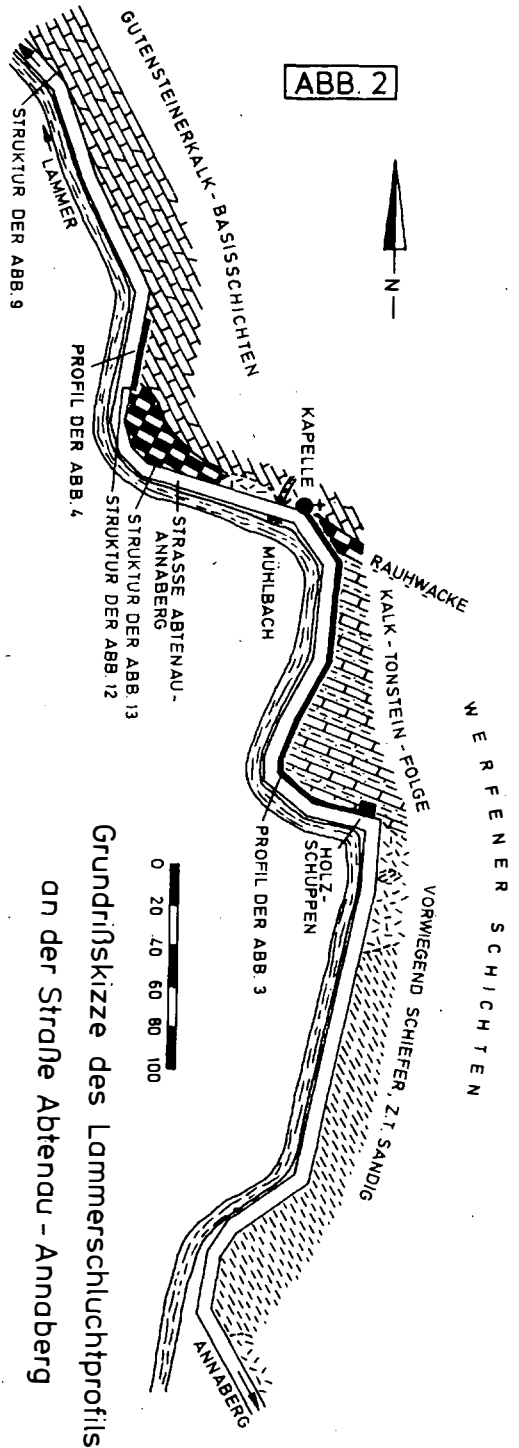 ABB. 2
N
GUTENSTEINERKALK-BASISSCHICHTEN
STRUKTUR DER ABB. 9
LAMMER
PROFIL DER ABB. 4
STRUKTUR DER ABB. 12
STRUKTUR DER ABB. 13
STRASSE ABTENAU-
ANNABERG
MÜHLBACH
KAPELLE
RAUHWACKE
KALK-TONSTEIN-FOLGE
WERFENER SCHICHTEN
PROFIL DER ABB. 3
HOLZ-
SCHUPPEN
VORWIEGEND SCHIEFER, Z.T. SANDIG
ANNABERG
0 20 40 60 80 100
Grundrißskizze des Lammerschluchtprofils
an der Straße Abtenau - Annaberg